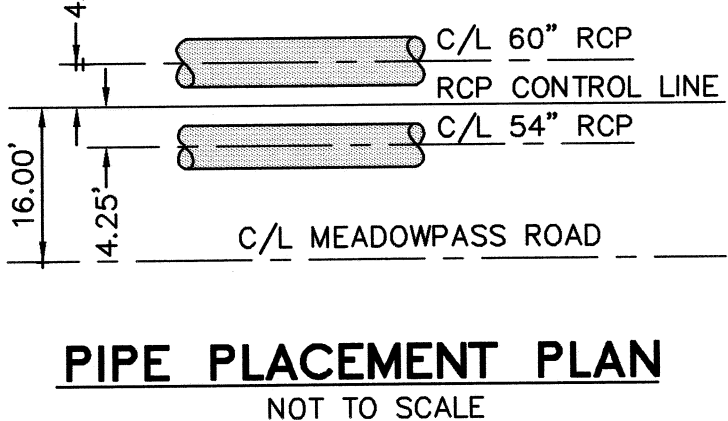 4
C/L 60” RCP
RCP CONTROL LINE
C/L 54” RCP
16.00'
4.25'
C/L MEADOWPASS ROAD
PIPE PLACEMENT PLAN
NOT TO SCALE